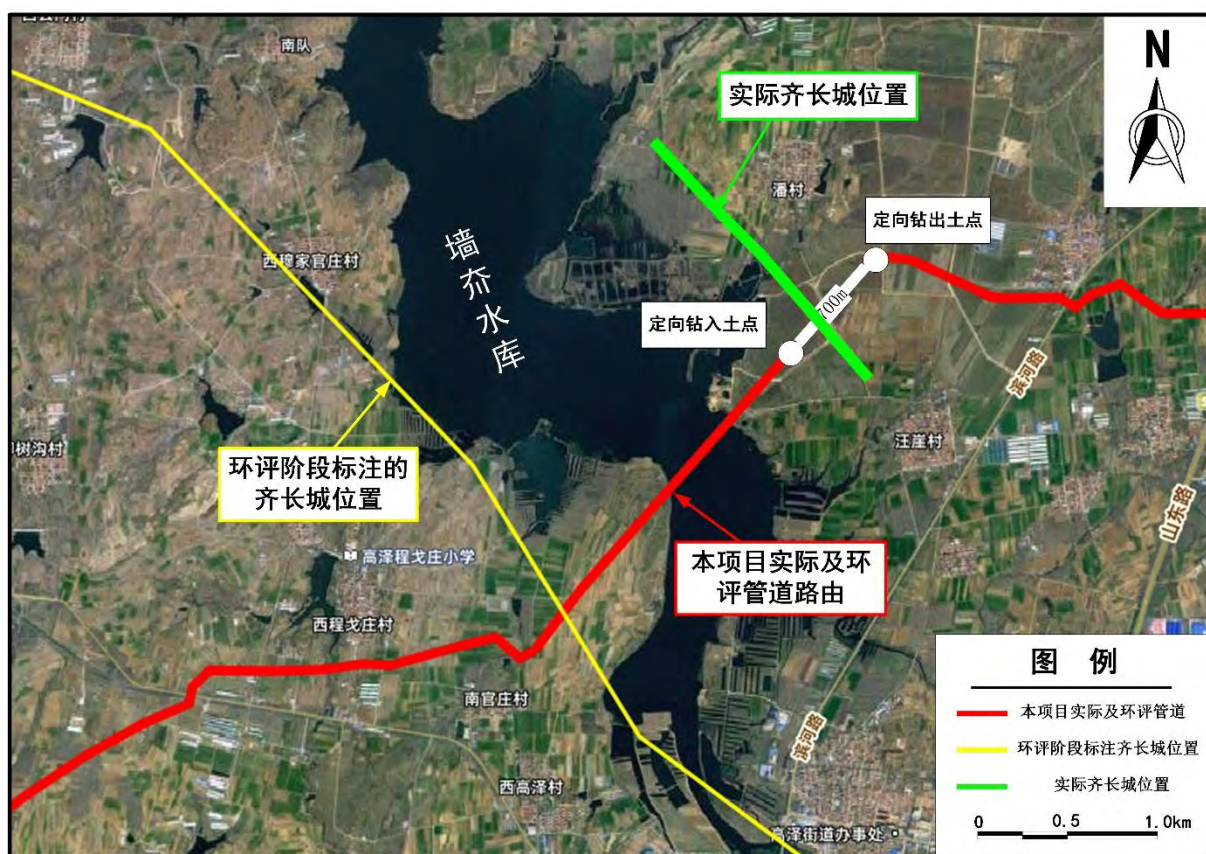 南队
N
实际齐长城位置
潘村
定向钻出土点
西穆家官庄村
墙夼水库
700m
定向钻入土点
滨河路
汪崖村
树沟村
环评阶段标注的
齐长城位置
山东路
高泽程戈庄小学
本项目实际及环
评管道路由
西程戈庄村
南官庄村
滨河路
西高泽村
高泽街道办事处
图 例
本项目实际及环评管道
环评阶段标注齐长城位置
实际齐长城位置
0 0.5 1.0km